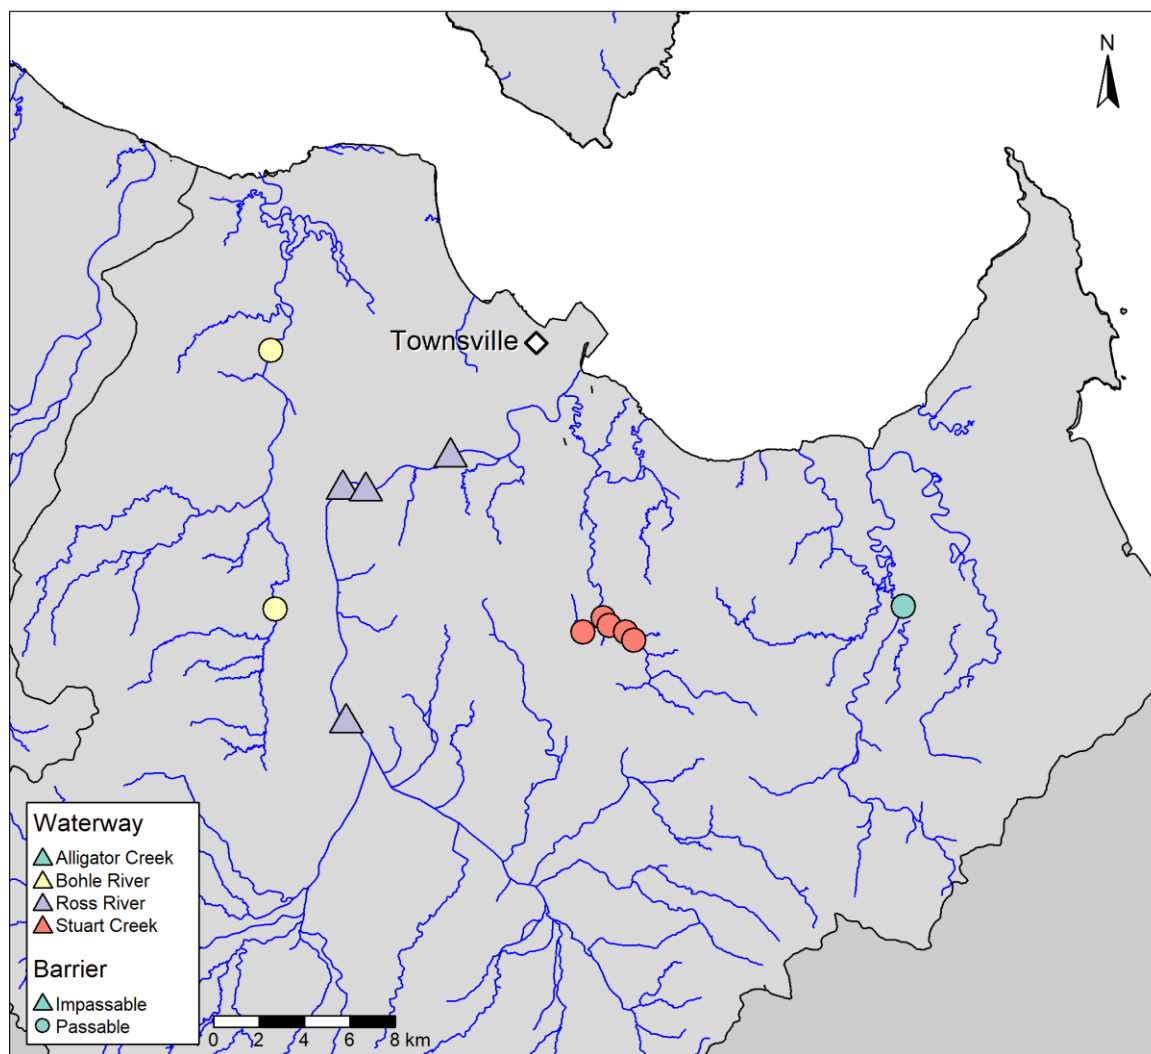 N
Townsville
Waterway
Alligator Creek
Bohle River
Ross River
Stuart Creek
Barrier
Impassable
Passable
0 2 4 6 8 km